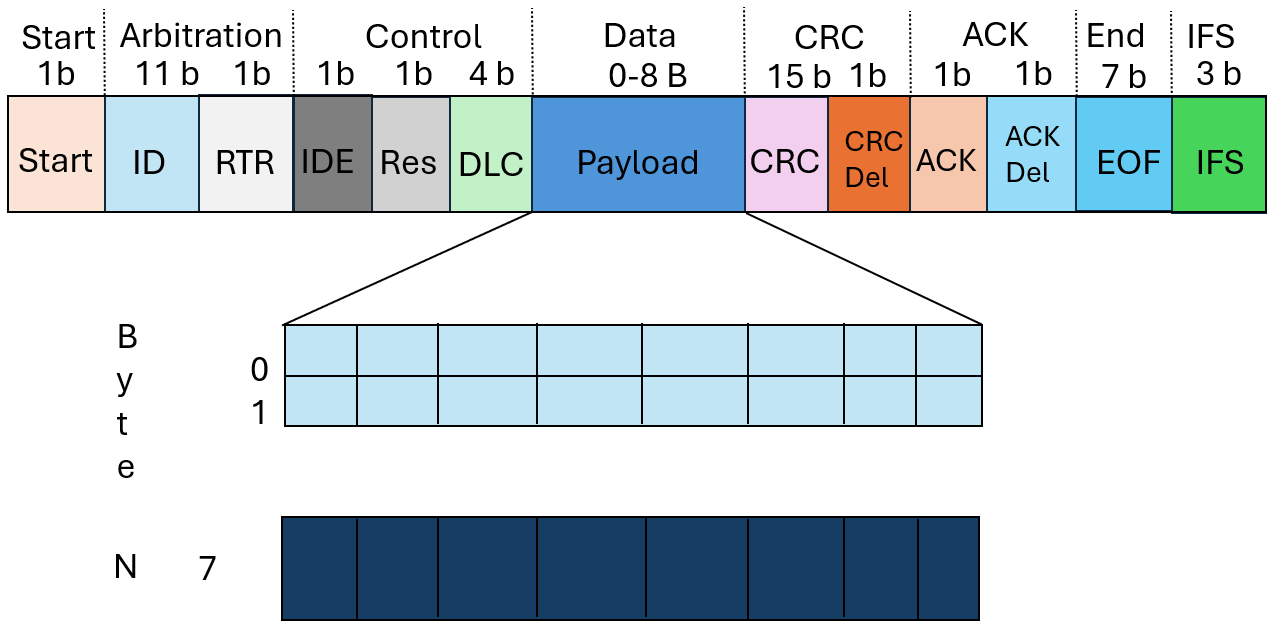 Start Arbitration Control Data CRC ACK End IFS
1b 11 b 1b 1b 1b 4 b 0-8 B 15 b 1b 1b 1b 7 b 3 b
Start ID RTR IDE Res DLC Payload CRC CRC Del ACK ACK Del EOF IFS
Byte
0
1
N 7